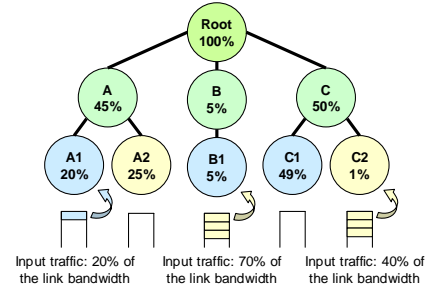 Root
100%
A
45%
B
5%
C
50%
A1
20%
A2
25%
B1
5%
C1
49%
C2
1%
Input traffic: 20% of
the link bandwidth
Input traffic: 70% of
the link bandwidth
Input traffic: 40% of
the link bandwidth